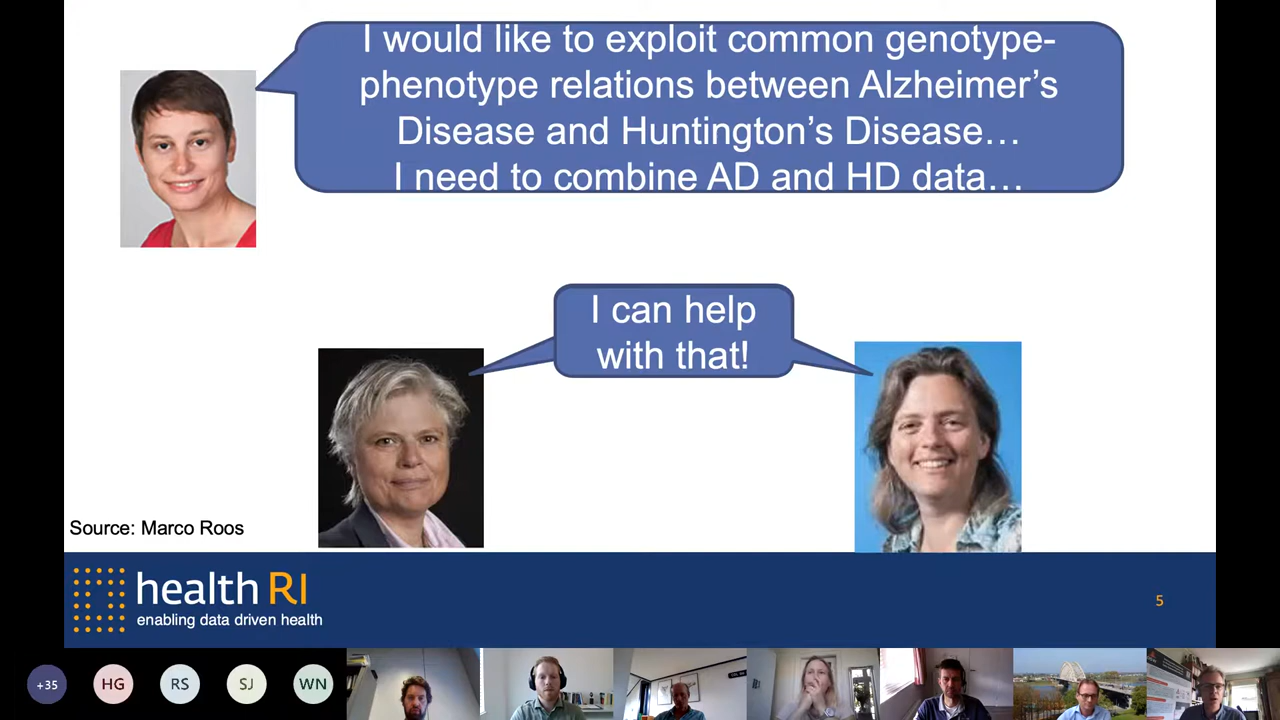 I would like to exploit common genotype-
phenotype relations between Alzheimer’s
Disease and Huntington’s Disease…
I need to combine AD and HD data…
I can help
with that!
Source: Marco Roos
health RI
enabling data driven health
5
+35
HG
RS
SJ
WN